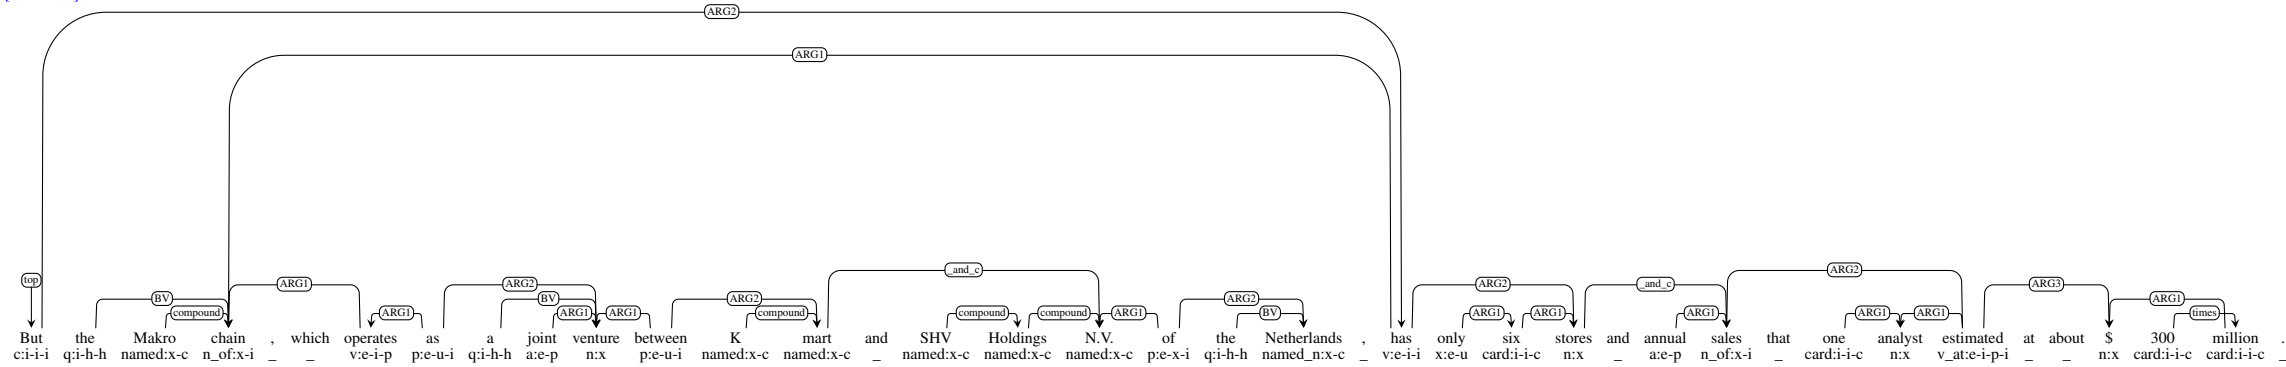 ARG2
ARG1
top
BV
compound
ARG1
ARG1
ARG2
BV
ARG1
ARG1
ARG2
compound
_and_c
compound
compound
ARG1
ARG2
BV
ARG2
ARG1
ARG1
_and_c
ARG1
ARG2
ARG1
ARG1
ARG3
ARG1
times
But the Makro chain , which operates as a joint venture between K mart and SHV Holdings N.V. of the Netherlands , has only six stores and annual sales that one analyst estimated at about $ 300 million .
c:i-i-i q:i-h-h named:x-c n_of:x-i _ _ v:e-i-p p:e-u-i q:i-h-h a:e-p n:x p:e-u-i named:x-c named:x-c _ named:x-c named:x-c named:x-c p:e-x-i q:i-h-h named_n:x-c _ v:e-i-i x:e-u card:i-i-c n:x _ a:e-p n_of:x-i _ card:i-i-c n:x v_at:e-i-p-i _ _ n:x card:i-i-c card:i-i-c _